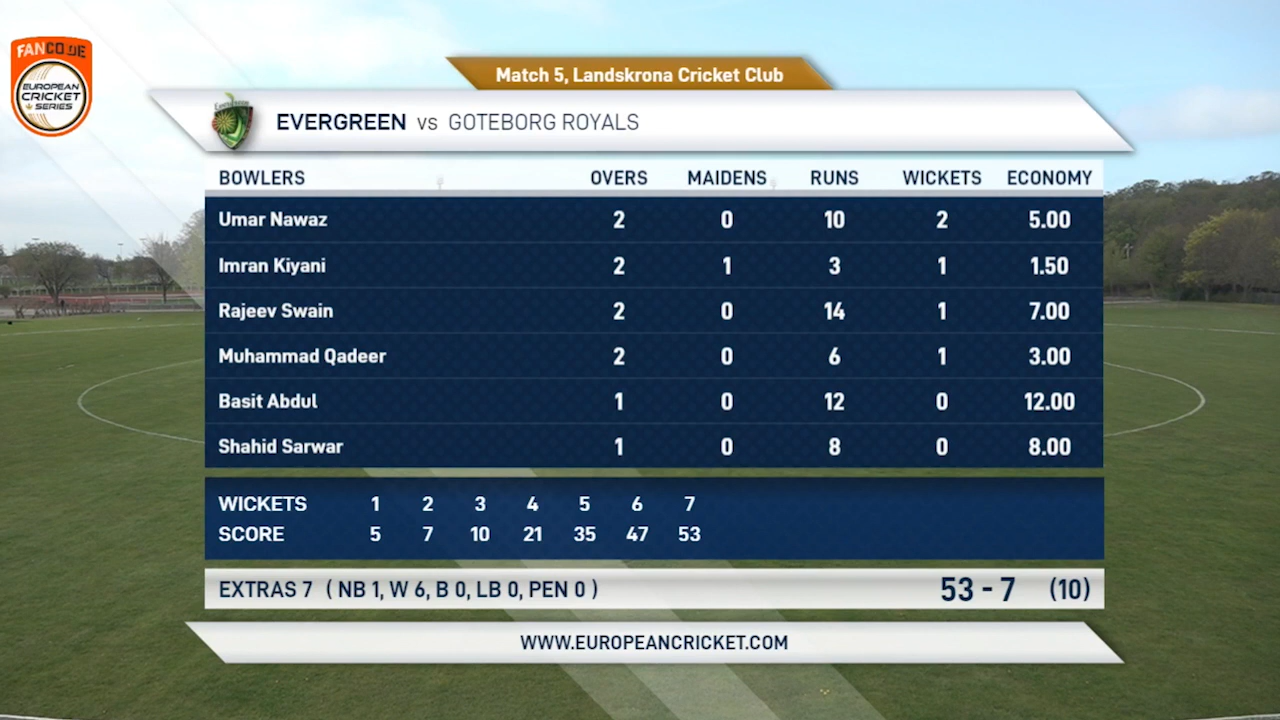 FANCODE
EUROPEAN
CRICKET
SERIES
Match 5, Landskrona Cricket Club
EVERGREEN vs GOTEBORG ROYALS
BOWLERS OVERS MAIDENS RUNS WICKETS ECONOMY
Umar Nawaz 2 0 10 2 5.00
Imran Kiyani 2 1 3 1 1.50
Rajeev Swain 2 0 14 1 7.00
Muhammad Qadeer 2 0 6 1 3.00
Basit Abdul 1 0 12 0 12.00
Shahid Sarwar 1 0 8 0 8.00
WICKETS 1 2 3 4 5 6 7
SCORE 5 7 10 21 35 47 53
EXTRAS 7 ( NB 1, W 6, B 0, LB 0, PEN 0 ) 53 - 7 (10)
WWW.EUROPEANCRICKET.COM